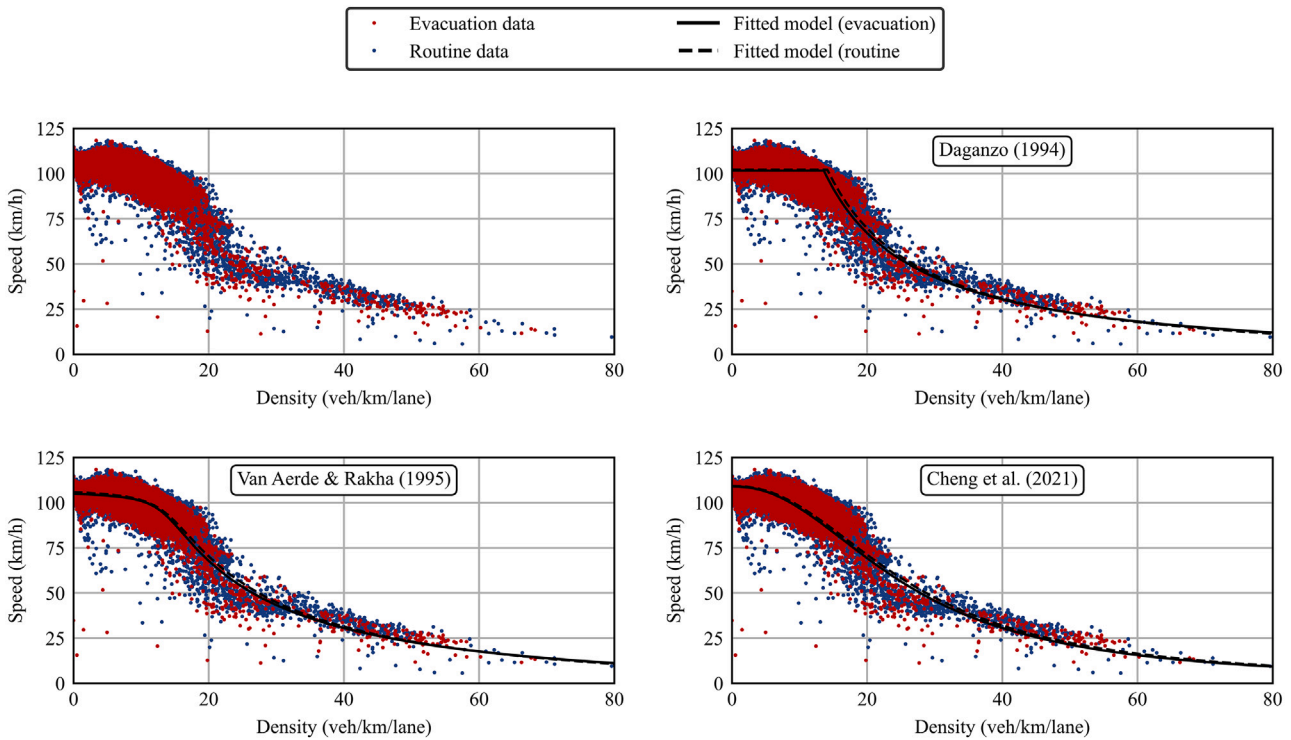 Evacuation data
Routine data
Fitted model (evacuation)
Fitted model (routine
125
100
75
50
25
0
Speed (km/h)
0 20 40 60 80
Density (veh/km/lane)
Daganzo (1994)
125
100
75
50
25
0
Speed (km/h)
0 20 40 60 80
Density (veh/km/lane)
Van Aerde & Rakha (1995)
125
100
75
50
25
0
Speed (km/h)
0 20 40 60 80
Density (veh/km/lane)
Cheng et al. (2021)
125
100
75
50
25
0
Speed (km/h)
0 20 40 60 80
Density (veh/km/lane)